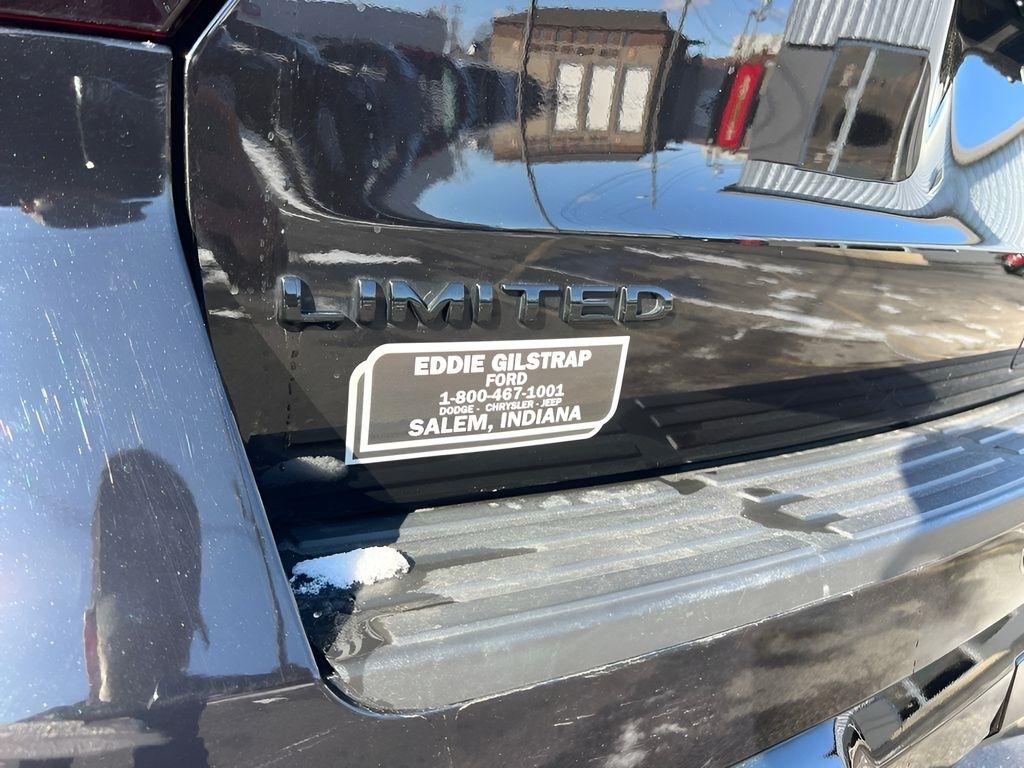 LIMITED
EDDIE GILSTRAP
FORD
1-800-467-1001
DODGE - CHRYSLER - JEEP
SALEM, INDIANA